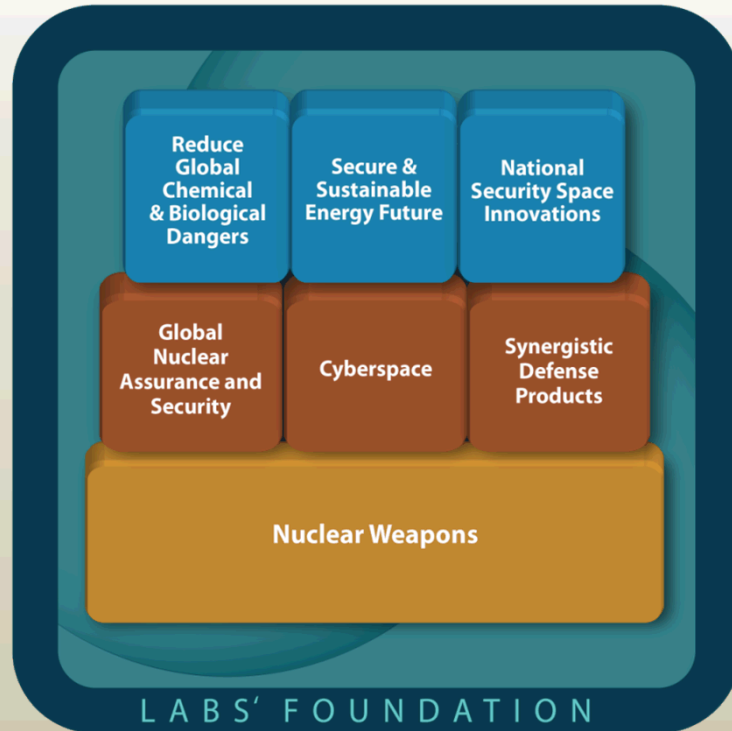 Reduce
Global
Chemical
& Biological
Dangers
Secure &
Sustainable
Energy Future
National
Security Space
Innovations
Global
Nuclear
Assurance and
Security
Cyberspace
Synergistic
Defense
Products
Nuclear Weapons
LABS‘ FOUNDATION